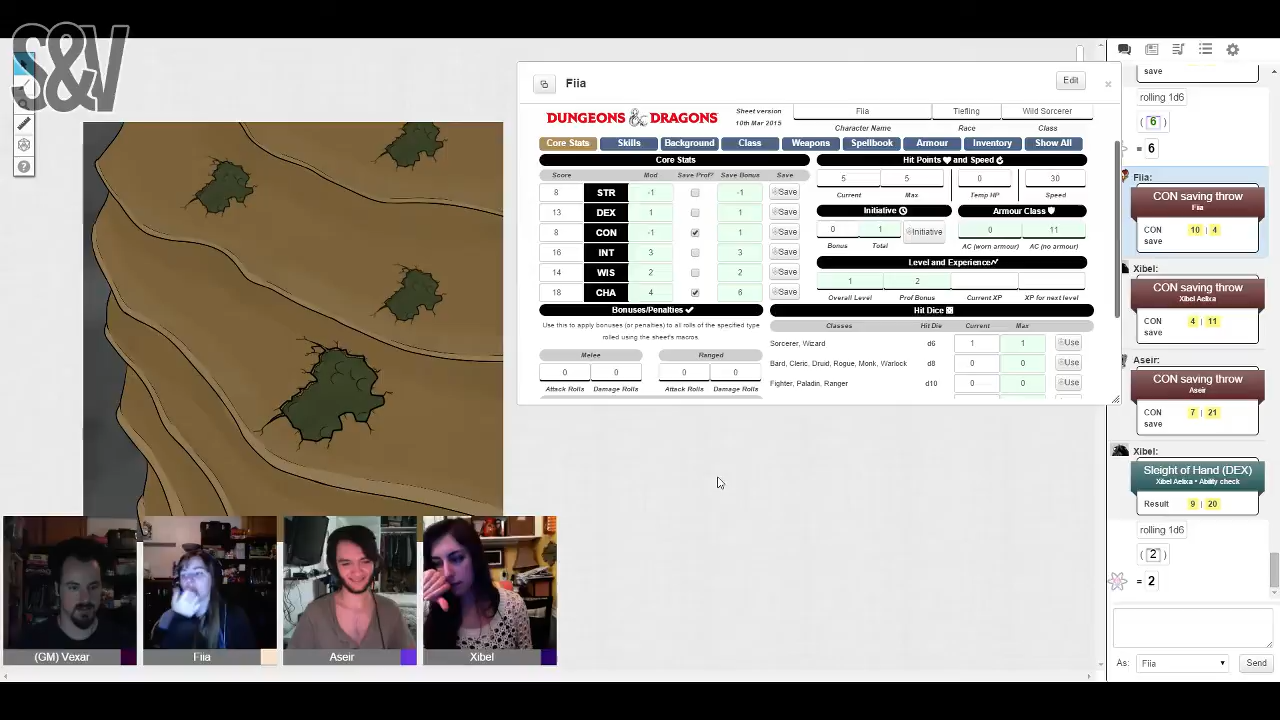 S&V
Fiia
Edit
DUNGEONS & DRAGONS
Sheet version
10th Mar 2015
Fiia
Tiefling
Wild Sorcerer
Character Name
Race
Class
Core Stats
Skills
Background
Class
Weapons
Spellbook
Armour
Inventory
Show All
Core Stats
Score Mod Save Prof? Save Bonus Save
8 STR -1 -1 Save
13 DEX 1 1 Save
8 CON -1 1 Save
16 INT 3 3 Save
14 WIS 2 2 Save
18 CHA 4 6 Save
Bonuses/Penalties
Use this to apply bonuses (or penalties) to all rolls of the specified type
rolled using the sheet's macros.
Melee
Ranged
0 0 0 0
Attack Rolls Damage Rolls Attack Rolls Damage Rolls
Hit Points and Speed
5 5 0 30
Current Max Temp HP Speed
Initiative
Armour Class
0 1 Initiative 0 11
Bonus Total AC (worn armour) AC (no armour)
Level and Experience
1 2
Overall Level Prof Bonus Current XP XP for next level
Hit Dice
Classes Hit Die Current Max
Sorcerer, Wizard d6 1 1 Use
Bard, Cleric, Druid, Rogue, Monk, Warlock d8 0 0 Use
Fighter, Paladin, Ranger d10 0 0 Use
save
rolling 1d6
(6)
= 6
Fiia:
CON saving throw
Fiia
CON
save
10 | 4
Xibel:
CON saving throw
Xibel Aelixa
CON
save
4 | 11
Aseir:
CON saving throw
Aseir
CON
save
7 | 21
Xibel:
Sleight of Hand (DEX)
Xibel Aelixa • Ability check
Result 9 | 20
rolling 1d6
(2)
= 2
As: Fiia
Send
(GM) Vexar
Fiia
Aseir
Xibel